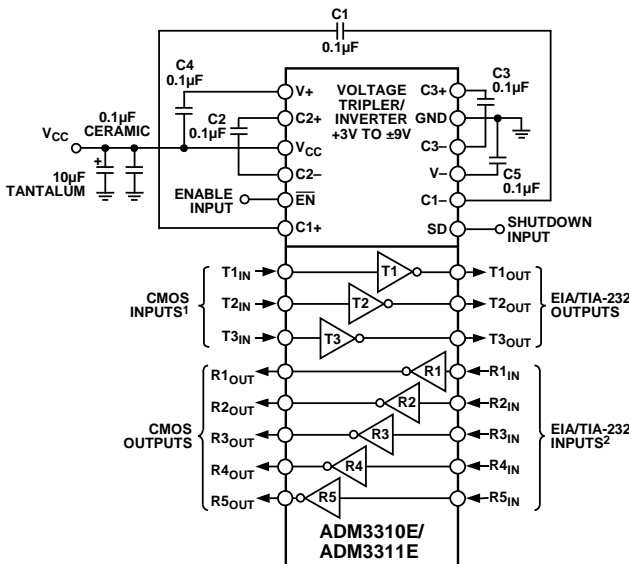 C1
0.1µF
C4
0.1µF
C2
0.1µF
0.1µF
CERAMIC
VCC
+
10µF
TANTALUM
ENABLE
INPUT
V+
C2+
VCC
C2–
EN
C1+
VOLTAGE
TRIPLER/
INVERTER
+3V TO ±9V
C3+
GND
C3–
V–
C1–
SD
C3
0.1µF
C5
0.1µF
SHUTDOWN
INPUT
CMOS
INPUTS1
T1IN
T1
T1OUT
T2IN
T2
T2OUT
T3IN
T3
T3OUT
EIA/TIA-232
OUTPUTS
CMOS
OUTPUTS
R1OUT
R1
R1IN
R2OUT
R2
R2IN
R3OUT
R3
R3IN
R4OUT
R4
R4IN
R5OUT
R5
R5IN
EIA/TIA-232
INPUTS2
ADM3310E/
ADM3311E